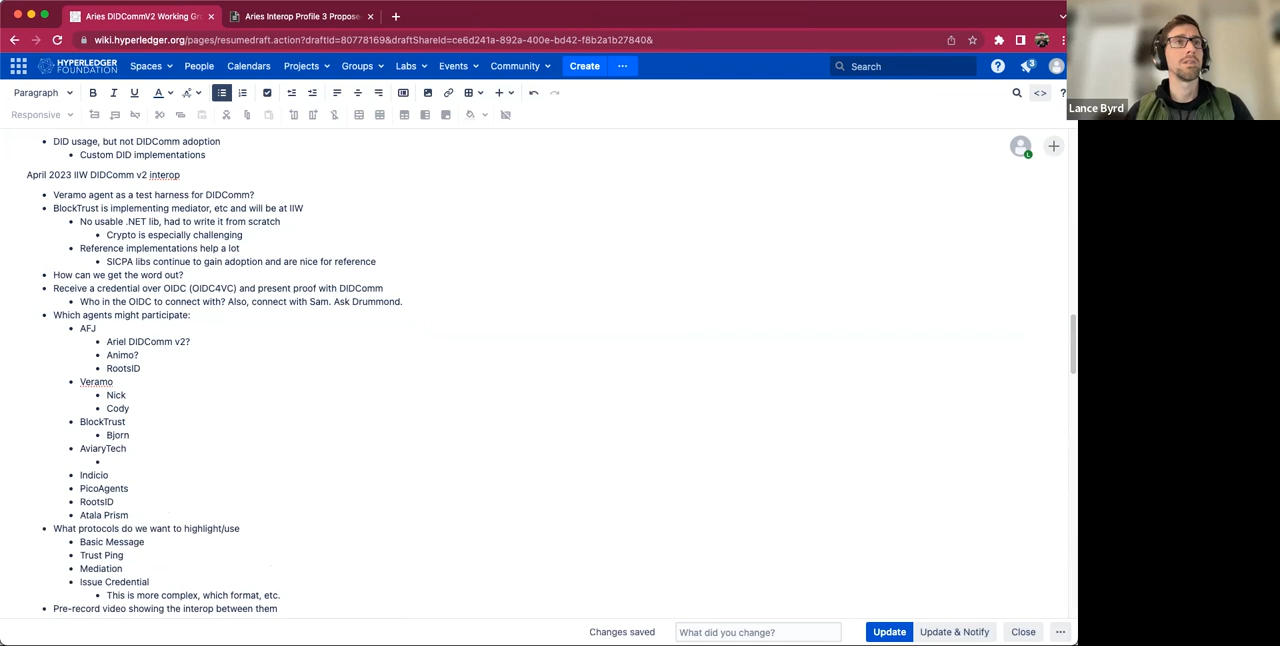 Aries DIDCommV2 Working Gr
Aries Interop Profile 3 Propose
wiki.hyperledger.org/pages/resumedraft.action?draftId=80778169&draftShareId=ce6d241a-892a-400e-bd42-f8b2a1b27840&
HYPERLEDGER
FOUNDATION
Spaces People Calendars Projects Groups Labs Events Community Create Search 3
Paragraph B I U A
Responsive
Lance Byrd
DID usage, but not DIDComm adoption
Custom DID implementations
April 2023 IIW DIDComm v2 interop
Veramo agent as a test harness for DIDComm?
BlockTrust is implementing mediator, etc and will be at IIW
No usable .NET lib, had to write it from scratch
Crypto is especially challenging
Reference implementations help a lot
SICPA libs continue to gain adoption and are nice for reference
How can we get the word out?
Receive a credential over OIDC (OIDC4VC) and present proof with DIDComm
Who in the OIDC to connect with? Also, connect with Sam. Ask Drummond.
Which agents might participate:
AFJ
Ariel DIDComm v2?
Animo?
RootsID
Veramo
Nick
Cody
BlockTrust
Bjorn
AviaryTech
Indicio
PicoAgents
RootsID
Atala Prism
What protocols do we want to highlight/use
Basic Message
Trust Ping
Mediation
Issue Credential
This is more complex, which format, etc.
Pre-record video showing the interop between them
Changes saved What did you change? Update Update & Notify Close